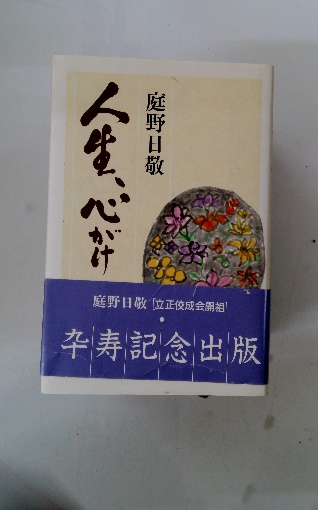 人生、心がけ
庭野日敬
庭野日敬［立正佼成会開祖］
卒寿記念出版